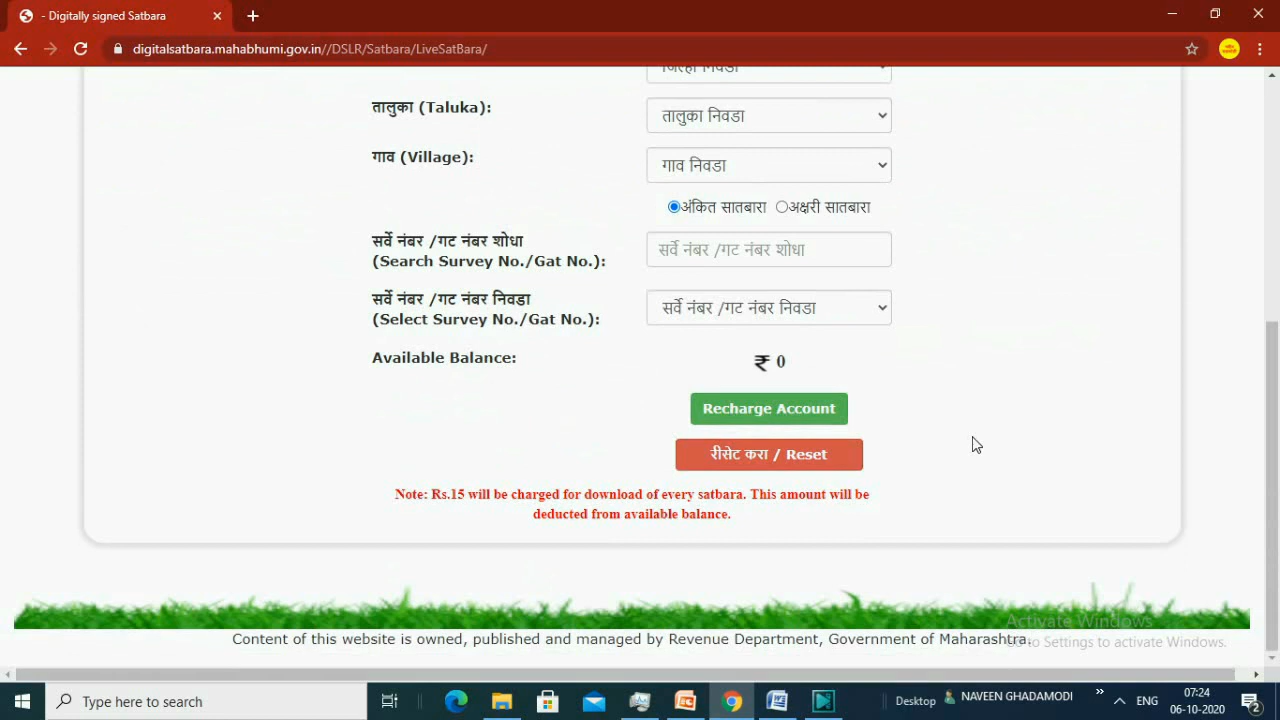 - Digitally signed Satbara
digitalsatbara.mahabhumi.gov.in//DSLR/Satbara/LiveSatBara/
जिल्हा निवडा
तालुका (Taluka):
तालुका निवडा
गाव (Village):
गाव निवडा
अंकित सातबारा अक्षरी सातबारा
सर्वे नंबर /गट नंबर शोधा
(Search Survey No./Gat No.):
सर्वे नंबर /गट नंबर शोधा
सर्वे नंबर /गट नंबर निवडा
(Select Survey No./Gat No.):
सर्वे नंबर /गट नंबर निवडा
Available Balance:
₹ 0
Recharge Account
रीसेट करा / Reset
Note: Rs.15 will be charged for download of every satbara. This amount will be
deducted from available balance.
Activate Windows
Go to Settings to activate Windows.
Content of this website is owned, published and managed by Revenue Department, Government of Maharashtra.
Type here to search
Desktop
NAVEEN GHADAMODI
ENG
07:24
06-10-2020
2